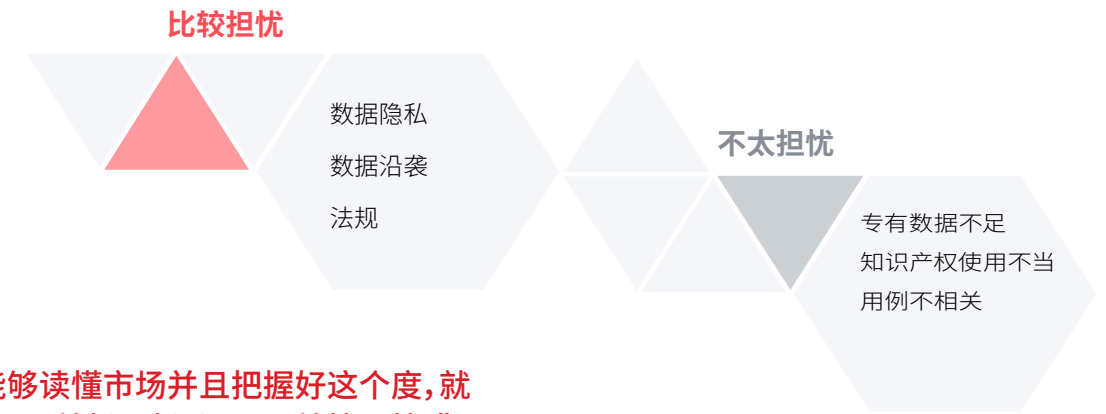 比较担忧
数据隐私
数据沿袭
法规
不太担忧
专有数据不足
知识产权使用不当
用例不相关
够读懂市场并且把握好这个度，就